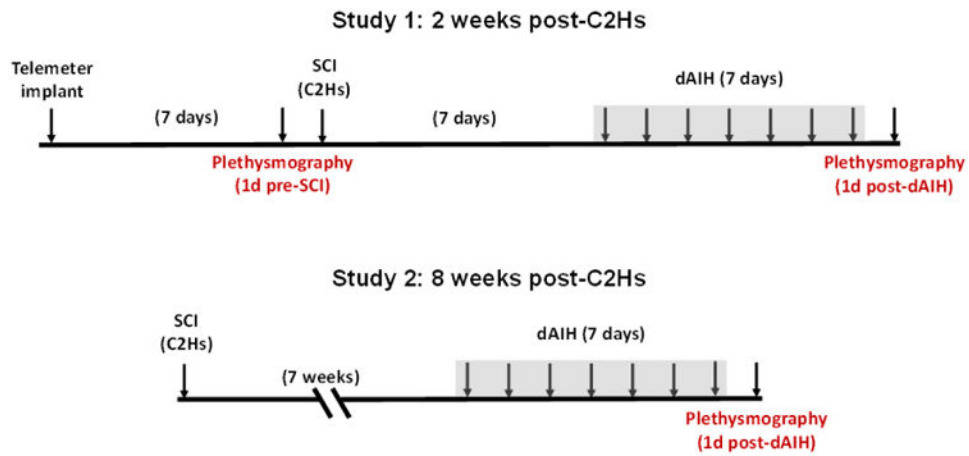 Study 1: 2 weeks post-C2Hs
Telemeter
implant
SCI
(C2Hs)
dAIH (7 days)
(7 days)
(7 days)
Plethysmography
(1d pre-SCI)
Plethysmography
(1d post-dAIH)
Study 2: 8 weeks post-C2Hs
SCI
(C2Hs)
dAIH (7 days)
(7 weeks)
Plethysmography
(1d post-dAIH)